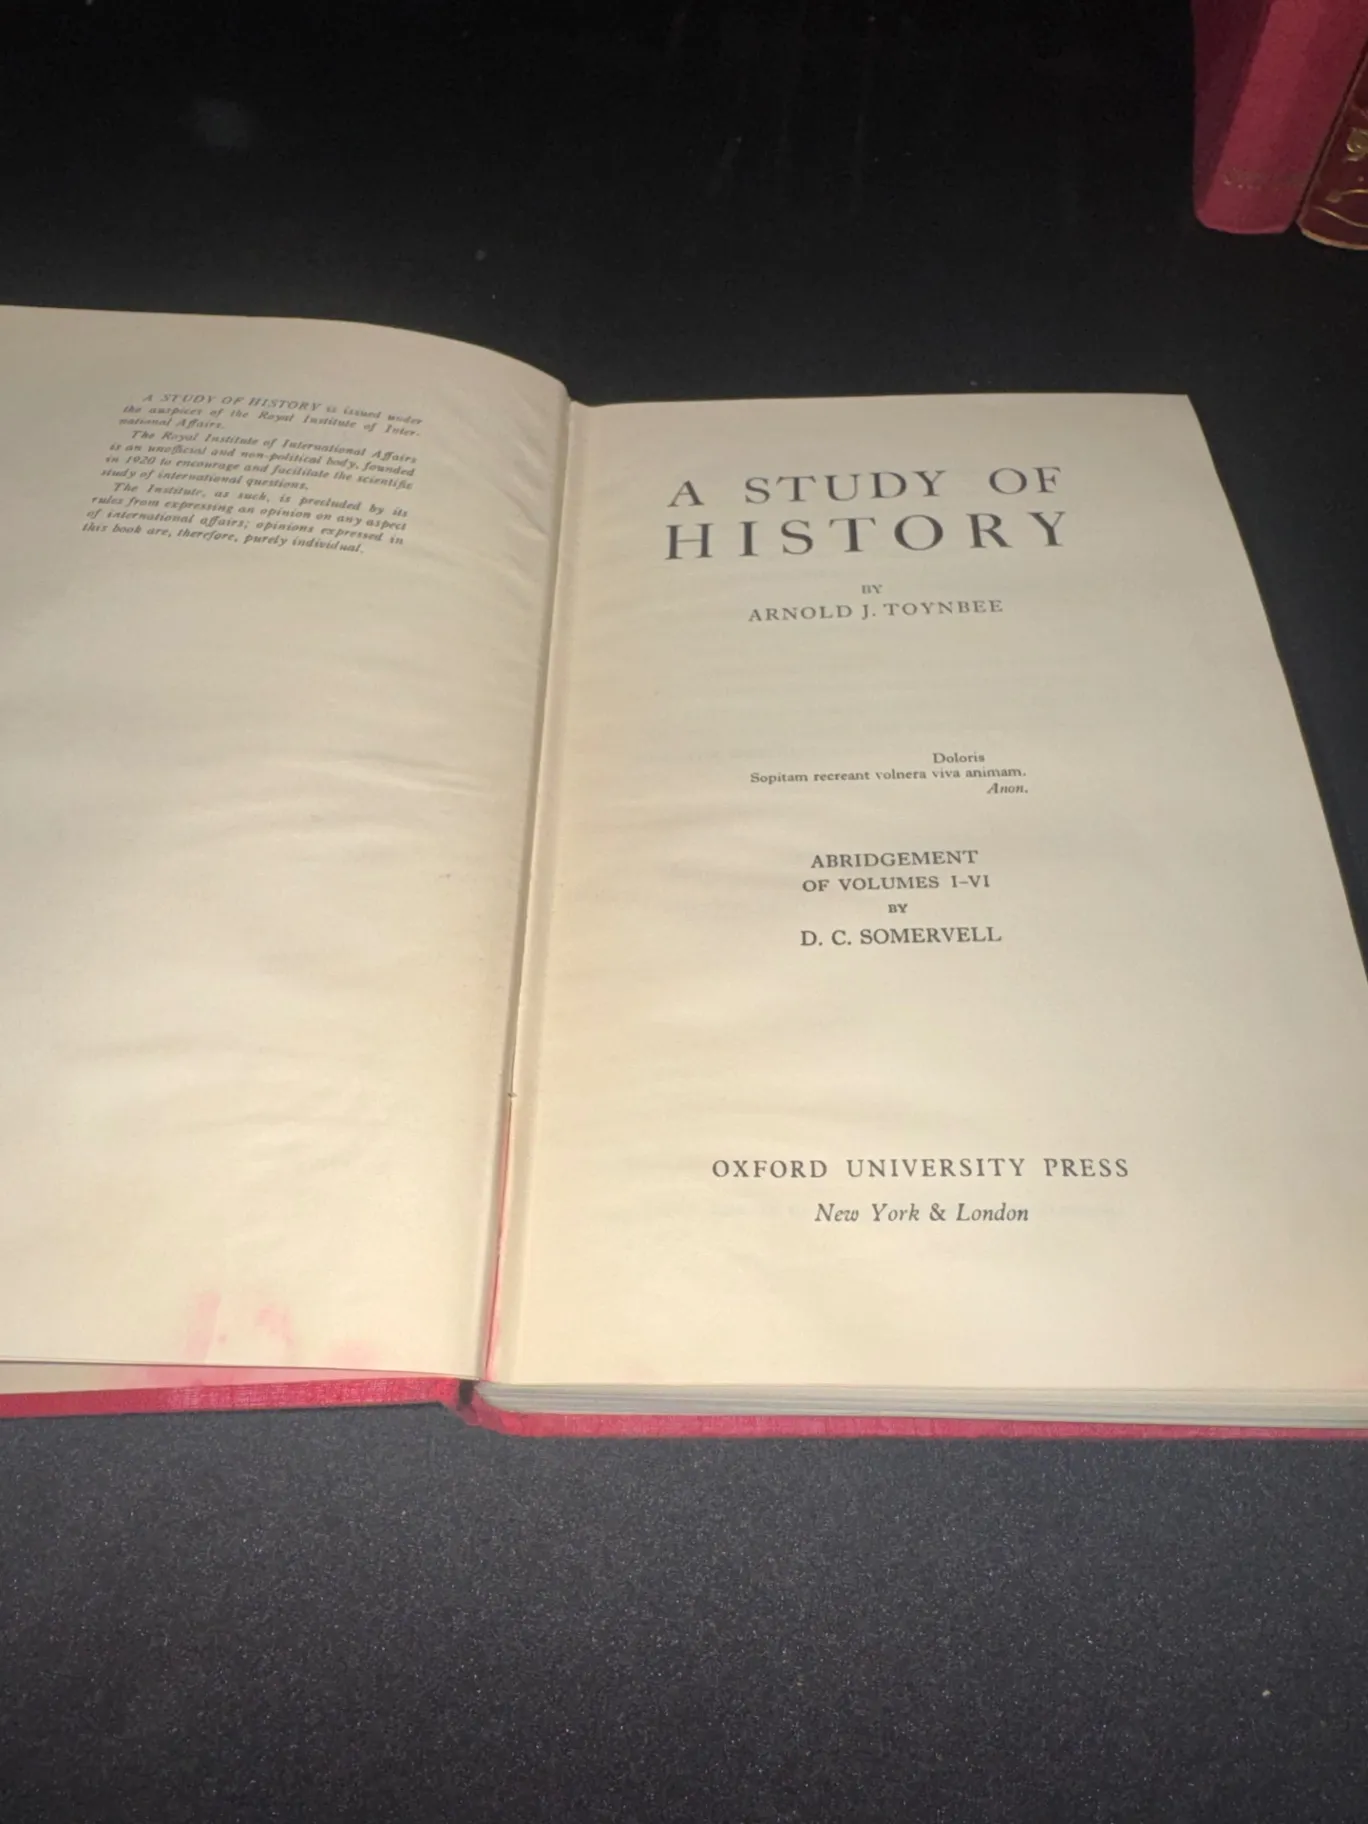 A STUDY OF HISTORY is issued under
the auspices of the Royal Institute of Inter-
national Affairs.
The Royal Institute of International Affairs
is an unofficial and non-political body, founded
in 1920 to encourage and facilitate the scientific
study of international questions.
The Institute, as such, is precluded by its
rules from expressing an opinion on any aspect
of international affairs; opinions expressed in
this book are, therefore, purely individual.
A STUDY OF
HISTORY
BY
ARNOLD J. TOYNBEE
Doloris
Sopitam recreant volnera viva animam.
Anon.
ABRIDGEMENT
OF VOLUMES I–VI
BY
D. C. SOMERVELL
OXFORD UNIVERSITY PRESS
New York & London